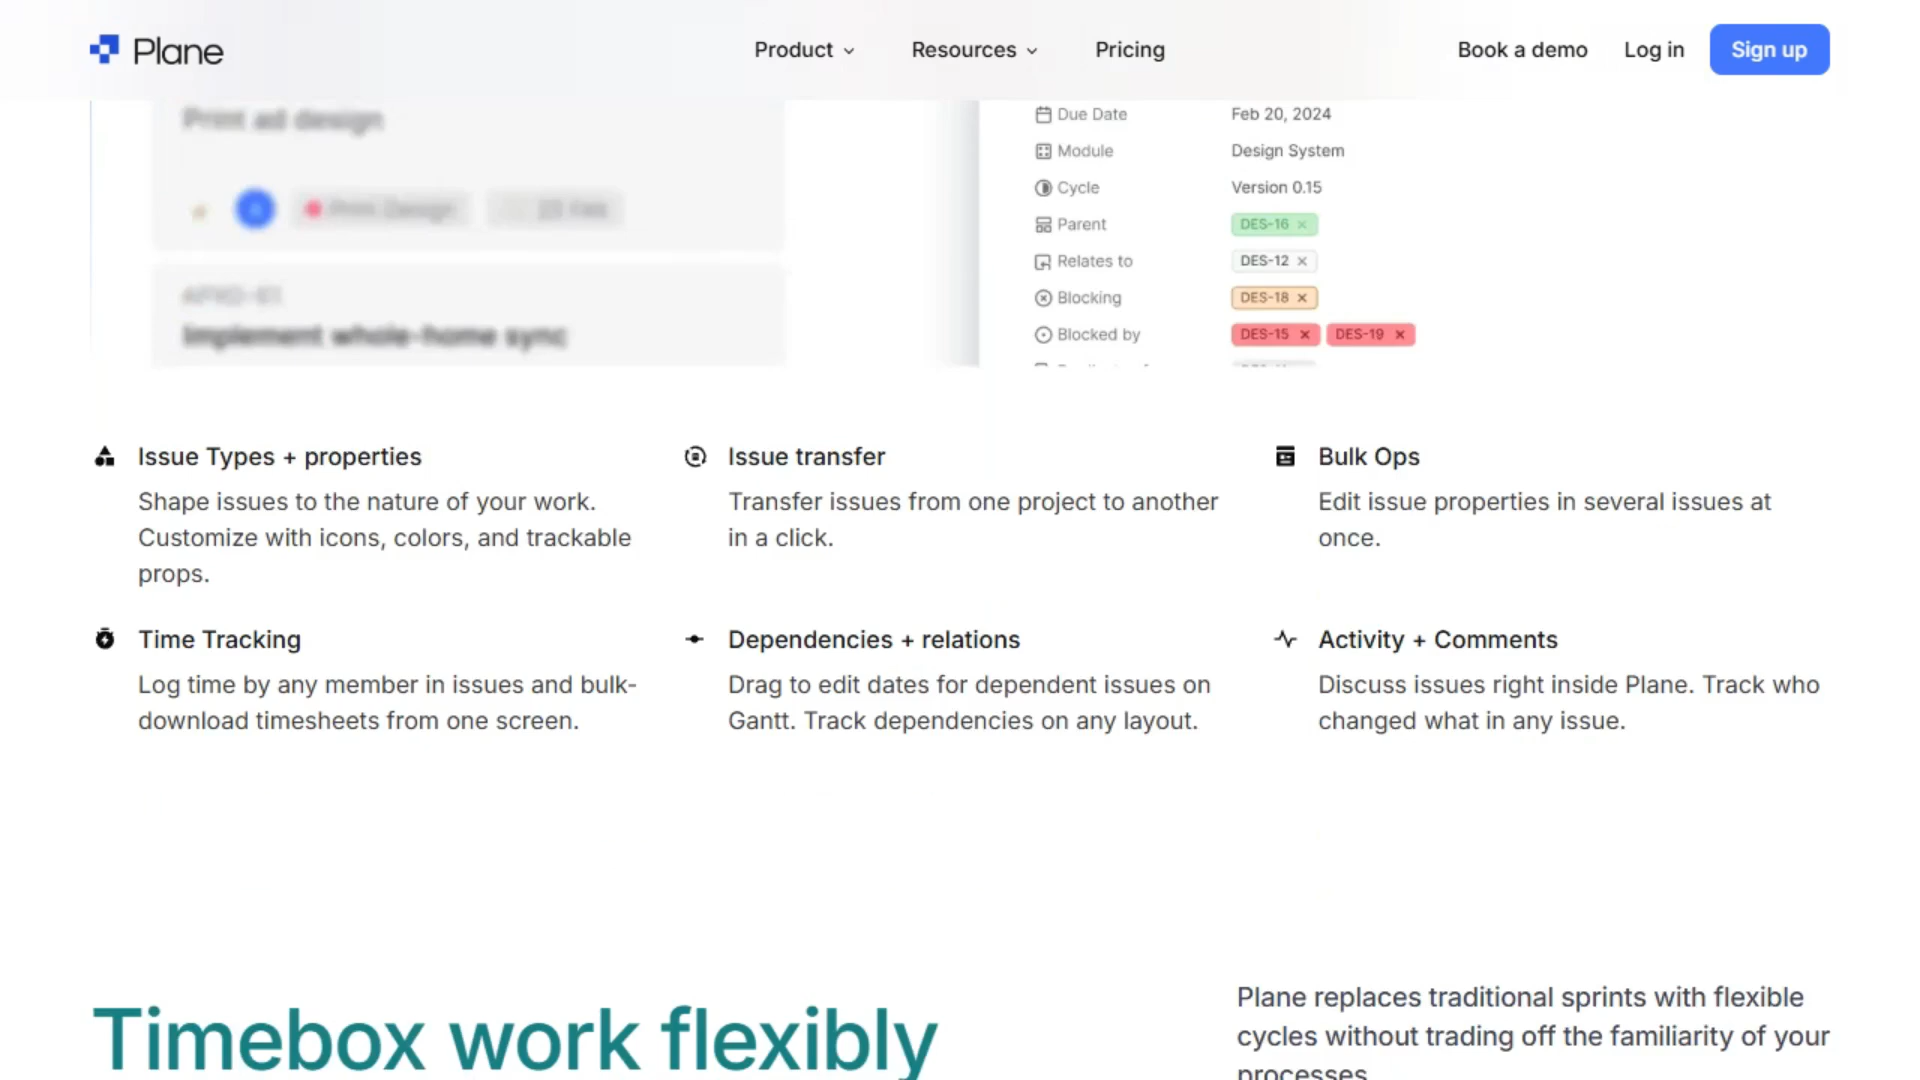 Plane
Product
Resources
Pricing
Book a demo
Log in
Sign up
Print ad design
Implement whole-home sync
Due Date Feb 20, 2024
Module Design System
Cycle Version 0.15
Parent DES-16 ×
Relates to DES-12 ×
Blocking DES-18 ×
Blocked by DES-15 × DES-19 ×
Issue Types + properties
Shape issues to the nature of your work.
Customize with icons, colors, and trackable
props.
Issue transfer
Transfer issues from one project to another
in a click.
Bulk Ops
Edit issue properties in several issues at
once.
Time Tracking
Log time by any member in issues and bulk-
download timesheets from one screen.
Dependencies + relations
Drag to edit dates for dependent issues on
Gantt. Track dependencies on any layout.
Activity + Comments
Discuss issues right inside Plane. Track who
changed what in any issue.
Timebox work flexibly
Plane replaces traditional sprints with flexible
cycles without trading off the familiarity of your
processes.